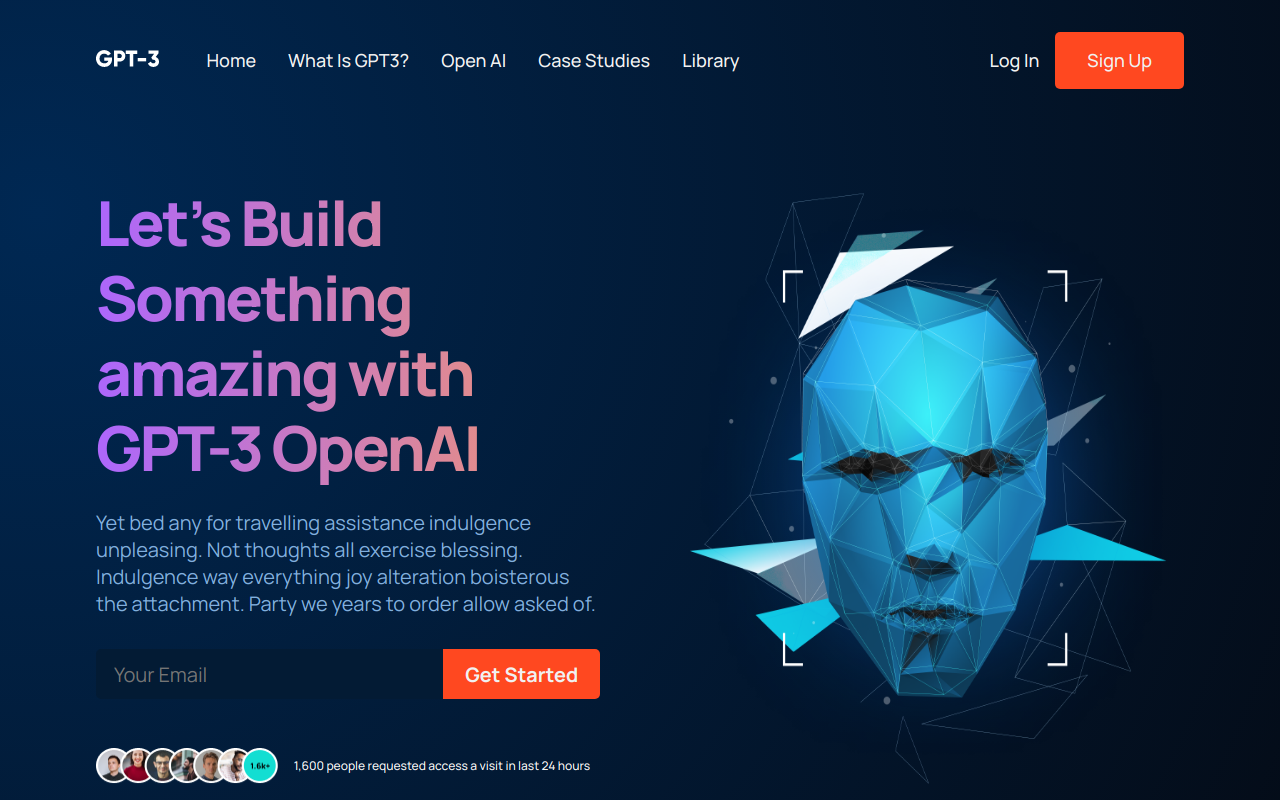 GPT-3
Home
What Is GPT3?
Open AI
Case Studies
Library
Log In
Sign Up
Let’s Build
Something
amazing with
GPT-3 OpenAI
Yet bed any for travelling assistance indulgence
unpleasing. Not thoughts all exercise blessing.
Indulgence way everything joy alteration boisterous
the attachment. Party we years to order allow asked of.
Your Email
Get Started
1.6k+
1,600 people requested access a visit in last 24 hours